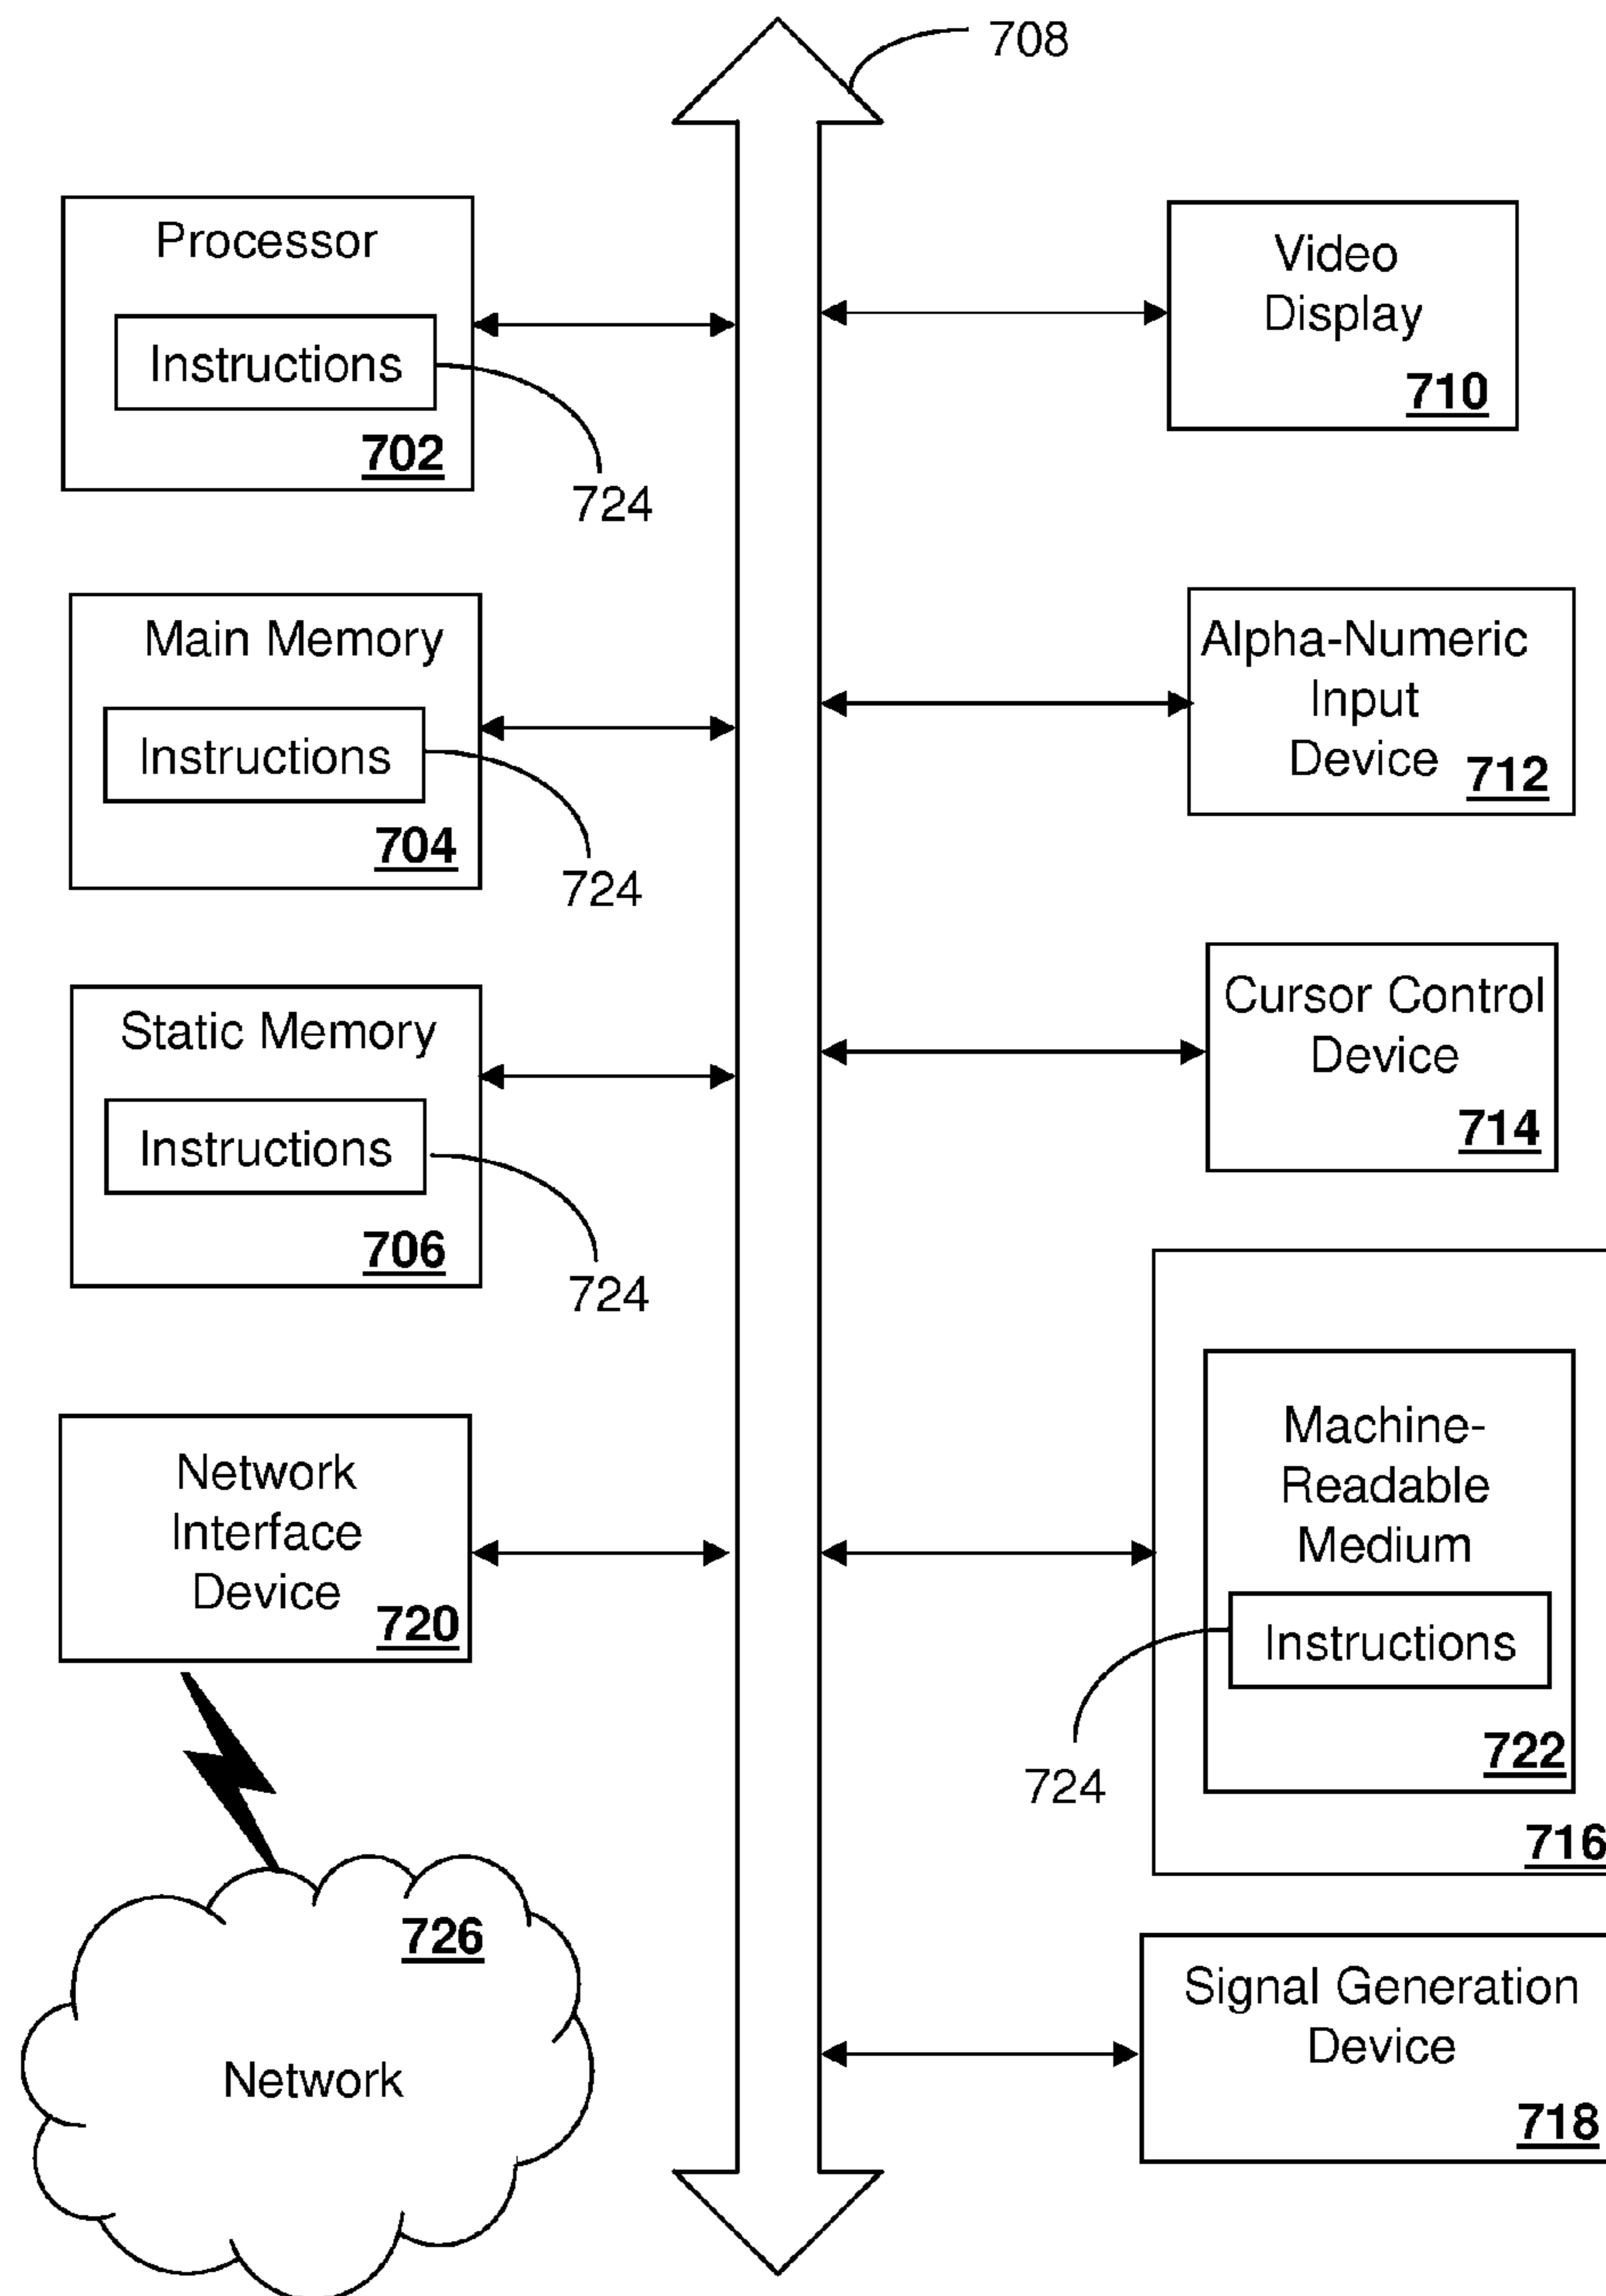 708
Processor
Instructions
702
724
Main Memory
Instructions
704
724
Static Memory
Instructions
706
724
Network
Interface
Device
720
726
Network
Video
Display
710
Alpha-Numeric
Input
Device
712
Cursor Control
Device
714
Machine-
Readable
Medium
Instructions
722
724
716
Signal Generation
Device
718